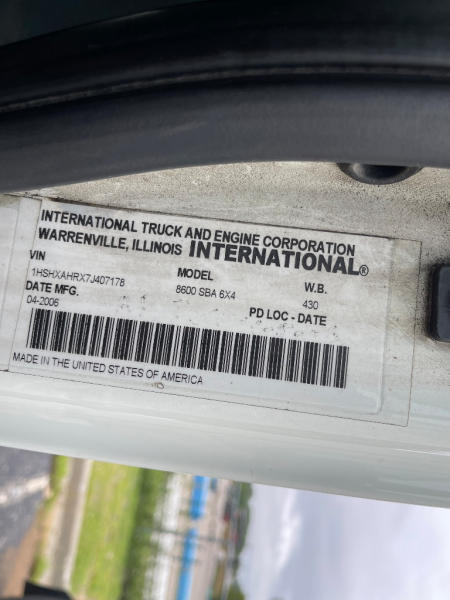 INTERNATIONAL TRUCK AND ENGINE CORPORATION
WARRENVILLE, ILLINOIS INTERNATIONAL®
VIN MODEL W.B.
1HSHXAHRX7J407178 8600 SBA 6X4 430
DATE MFG. PD LOC - DATE
04-2006
MADE IN THE UNITED STATES OF AMERICA